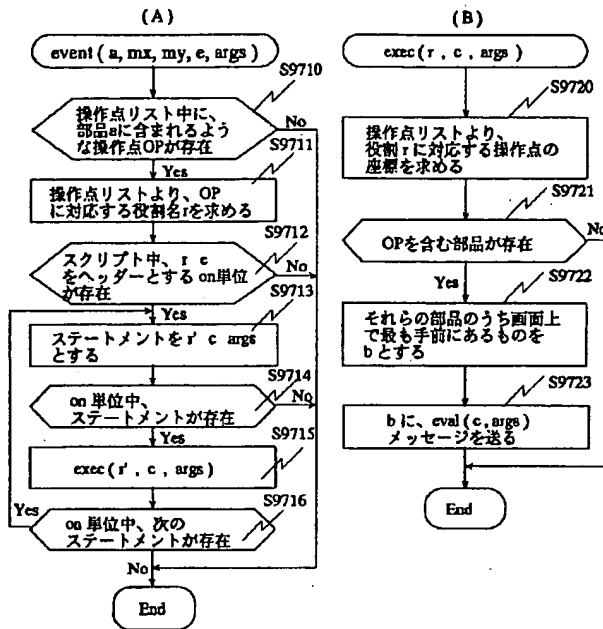 (A)
event( a, mx, my, e, args )
S9710
操作点リスト中に、
部品aに含まれるよう
な操作点OPが存在
No
Yes
S9711
操作点リストより、OP
に対応する役割名rを求める
S9712
スクリプト中、r e
をヘッダーとするon単位
が存在
No
Yes
S9713
ステートメントを r' c args
とする
S9714
on 単位中、
ステートメントが存在
No
Yes
S9715
exec( r' , c , args )
S9716
Yes
on 単位中、次の
ステートメントが存在
No
End
(B)
exec( r , c , args )
S9720
操作点リストより、
役割 r に対応する操作点の
座標を求める
S9721
OPを含む部品が存在
No
Yes
S9722
それらの部品のうち画面上
で最も手前にあるものを
b とする
S9723
b に、eval( c, args )
メッセージを送る
End